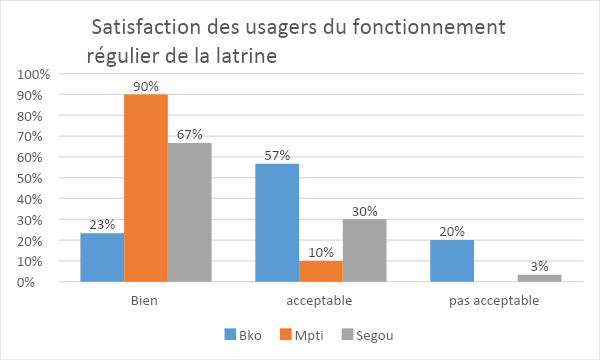 Satisfaction des usagers du fonctionnement
régulier de la latrine
100%
90%
80%
70%
60%
50%
40%
30%
20%
10%
0%
23%
90%
67%
57%
10%
30%
20%
3%
Bien
acceptable
pas acceptable
Bko
Mpti
Segou